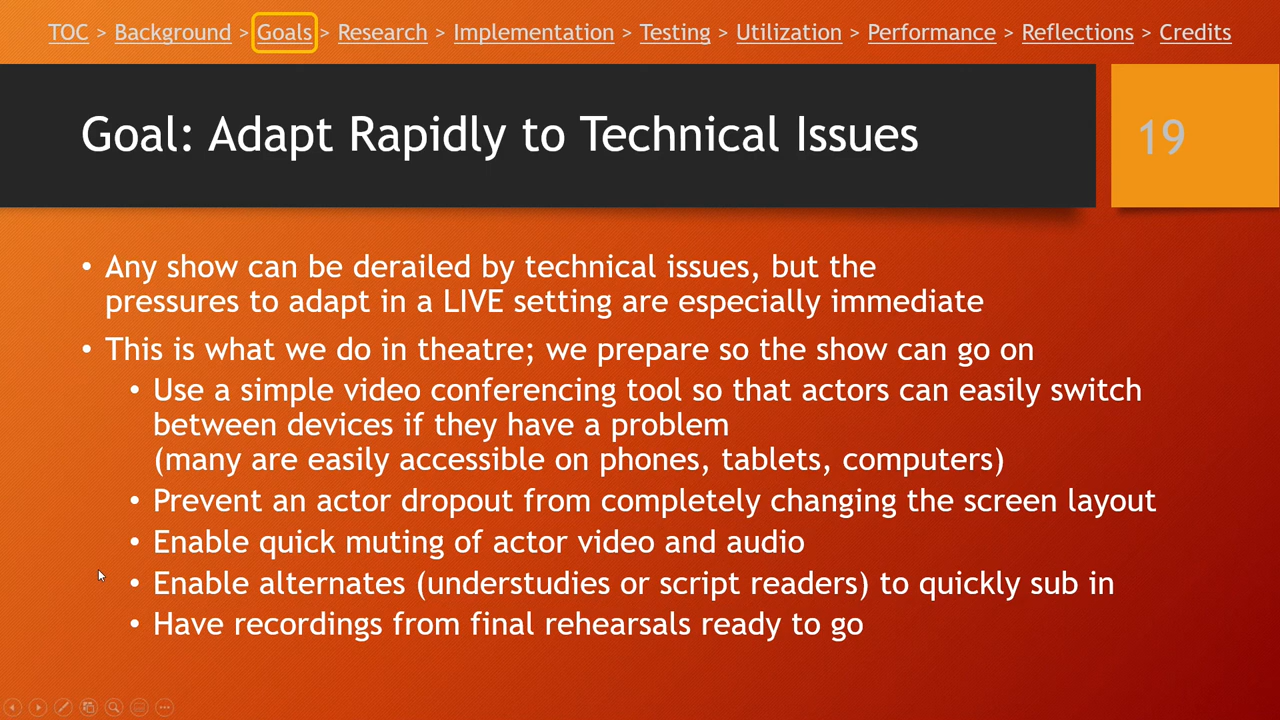 TOC > Background > Goals > Research > Implementation > Testing > Utilization > Performance > Reflections > Credits
Goal: Adapt Rapidly to Technical Issues
19
• Any show can be derailed by technical issues, but the
pressures to adapt in a LIVE setting are especially immediate
• This is what we do in theatre; we prepare so the show can go on
• Use a simple video conferencing tool so that actors can easily switch
between devices if they have a problem
(many are easily accessible on phones, tablets, computers)
• Prevent an actor dropout from completely changing the screen layout
• Enable quick muting of actor video and audio
• Enable alternates (understudies or script readers) to quickly sub in
• Have recordings from final rehearsals ready to go